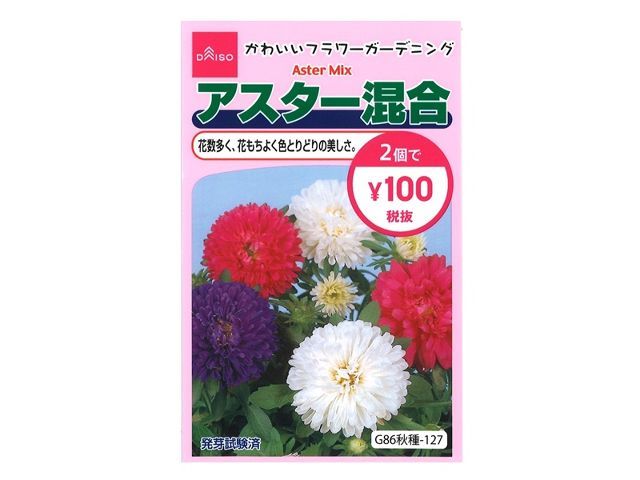 DAISO
かわいいフラワーガーデニング
Aster Mix
アスター混合
花数多く、花もちよく色とりどりの美しさ。
2個で
¥100
税抜
発芽試験済
G86秋種-127